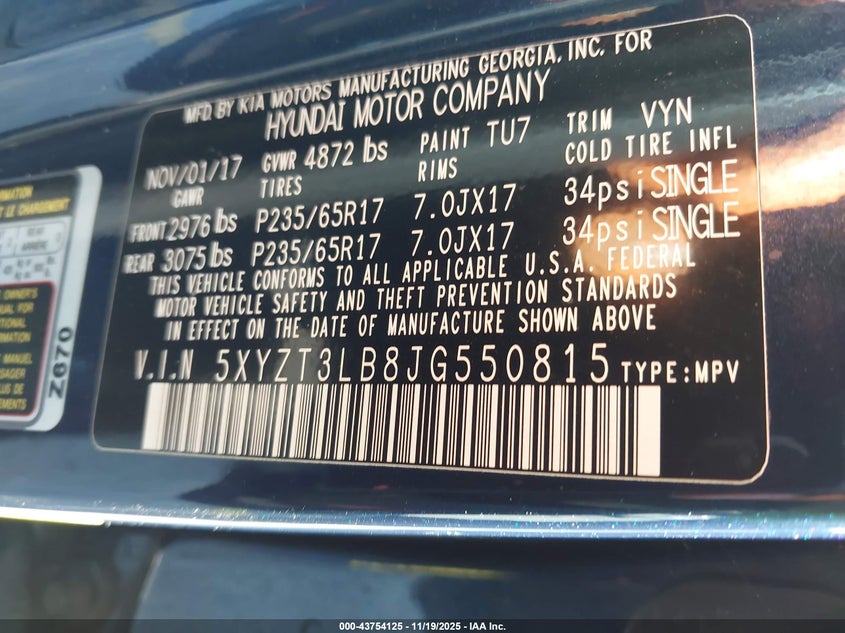 MFD BY KIA MOTORS MANUFACTURING GEORGIA, INC. FOR
HYUNDAI MOTOR COMPANY
NOV/01/17 GVWR 4872 lbs PAINT TU7 TRIM VYN
GAWR TIRES RIMS COLD TIRE INFL
FRONT 2976 lbs P235/65R17 7.0JX17 34psi SINGLE
REAR 3075 lbs P235/65R17 7.0JX17 34psi SINGLE
THIS VEHICLE CONFORMS TO ALL APPLICABLE U.S.A. FEDERAL
MOTOR VEHICLE SAFETY AND THEFT PREVENTION STANDARDS
IN EFFECT ON THE DATE OF MANUFACTURE SHOWN ABOVE
V.I.N 5XYZT3LB8JG550815 TYPE:MPV
Z670
000-43754125 - 11/19/2025 - IAA Inc.